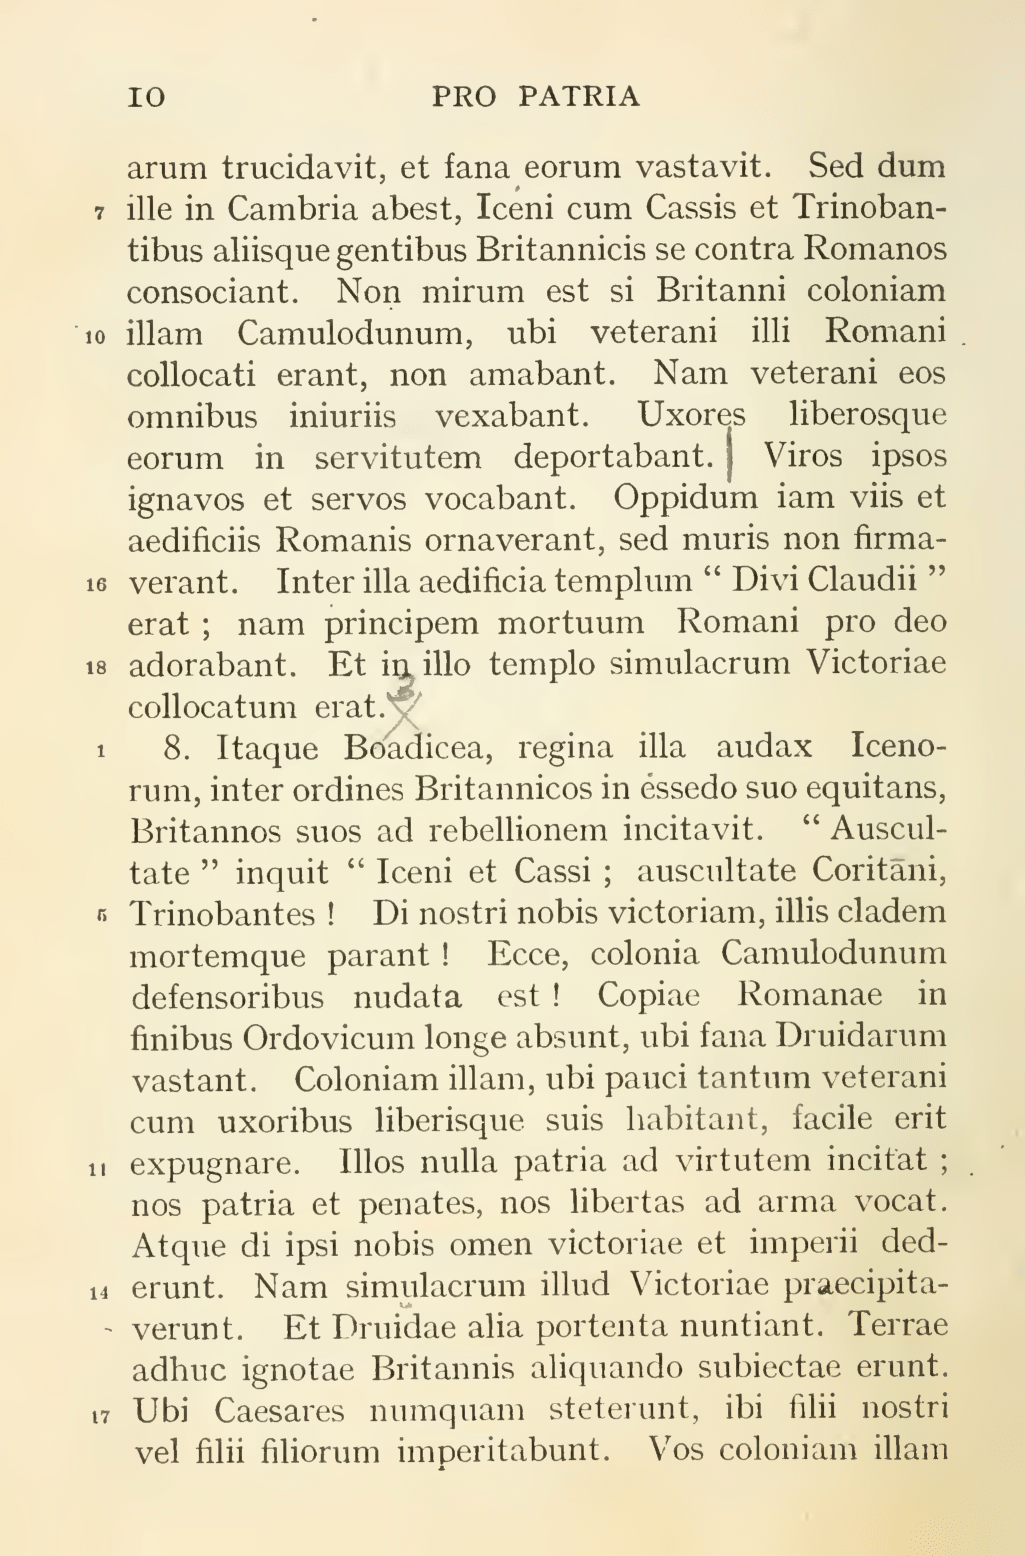 10 PRO PATRIA
arum trucidavit, et fana eorum vastavit. Sed dum
7 ille in Cambria abest, Icéni cum Cassis et Trinoban-
tibus aliisque gentibus Britannicis se contra Romanos
consociant. Non mirum est si Britanni coloniam
10 illam Camulodunum, ubi veterani illi Romani
collocati erant, non amabant. Nam veterani eos
omnibus iniuriis vexabant. Uxores liberosque
eorum in servitutem deportabant. Viros ipsos
ignavos et servos vocabant. Oppidum iam viis et
aedificiis Romanis ornaverant, sed muris non firma-
16 verant. Inter illa aedificia templum “ Divi Claudii ”
erat ; nam principem mortuum Romani pro deo
18 adorabant. Et in illo templo simulacrum Victoriae
collocatum erat. 3
1 8. Itaque Boadicea, regina illa audax Iceno-
rum, inter ordines Britannicos in éssedo suo equitans,
Britannos suos ad rebellionem incitavit. “ Auscul-
tate ” inquit “ Iceni et Cassi ; auscultate Coritāni,
5 Trinobantes ! Di nostri nobis victoriam, illis cladem
mortemque parant ! Ecce, colonia Camulodunum
defensoribus nudata est ! Copiae Romanae in
finibus Ordovicum longe absunt, ubi fana Druidarum
vastant. Coloniam illam, ubi pauci tantum veterani
cum uxoribus liberisque suis habitant, facile erit
11 expugnare. Illos nulla patria ad virtutem incitat ;
nos patria et penates, nos libertas ad arma vocat.
Atque di ipsi nobis omen victoriae et imperii ded-
14 erunt. Nam simulacrum illud Victoriae praecipita-
verunt. Et Druidae alia portenta nuntiant. Terrae
adhuc ignotae Britannis aliquando subiectae erunt.
17 Ubi Caesares numquam steterunt, ibi filii nostri
vel filii filiorum imperitabunt. Vos coloniam illam